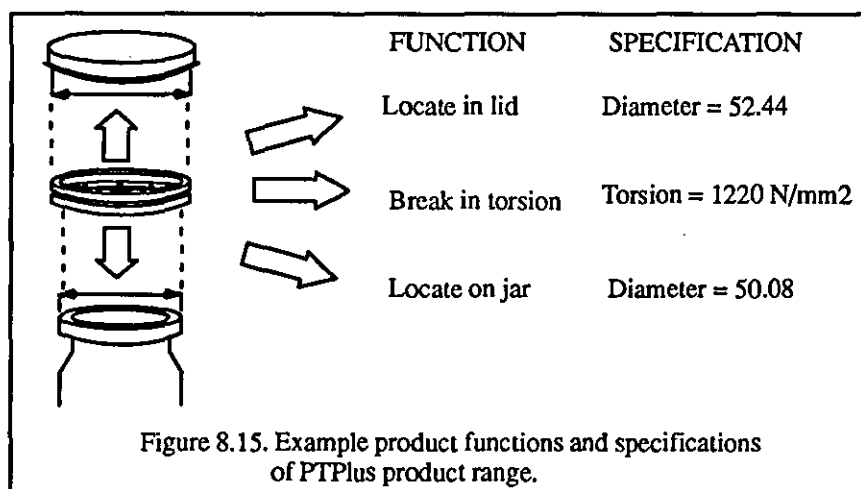 FUNCTION SPECIFICATION
Locate in lid Diameter = 52.44
Break in torsion Torsion = 1220 N/mm2
Locate on jar Diameter = 50.08
Figure 8.15. Example product functions and specifications
of PTPlus product range.